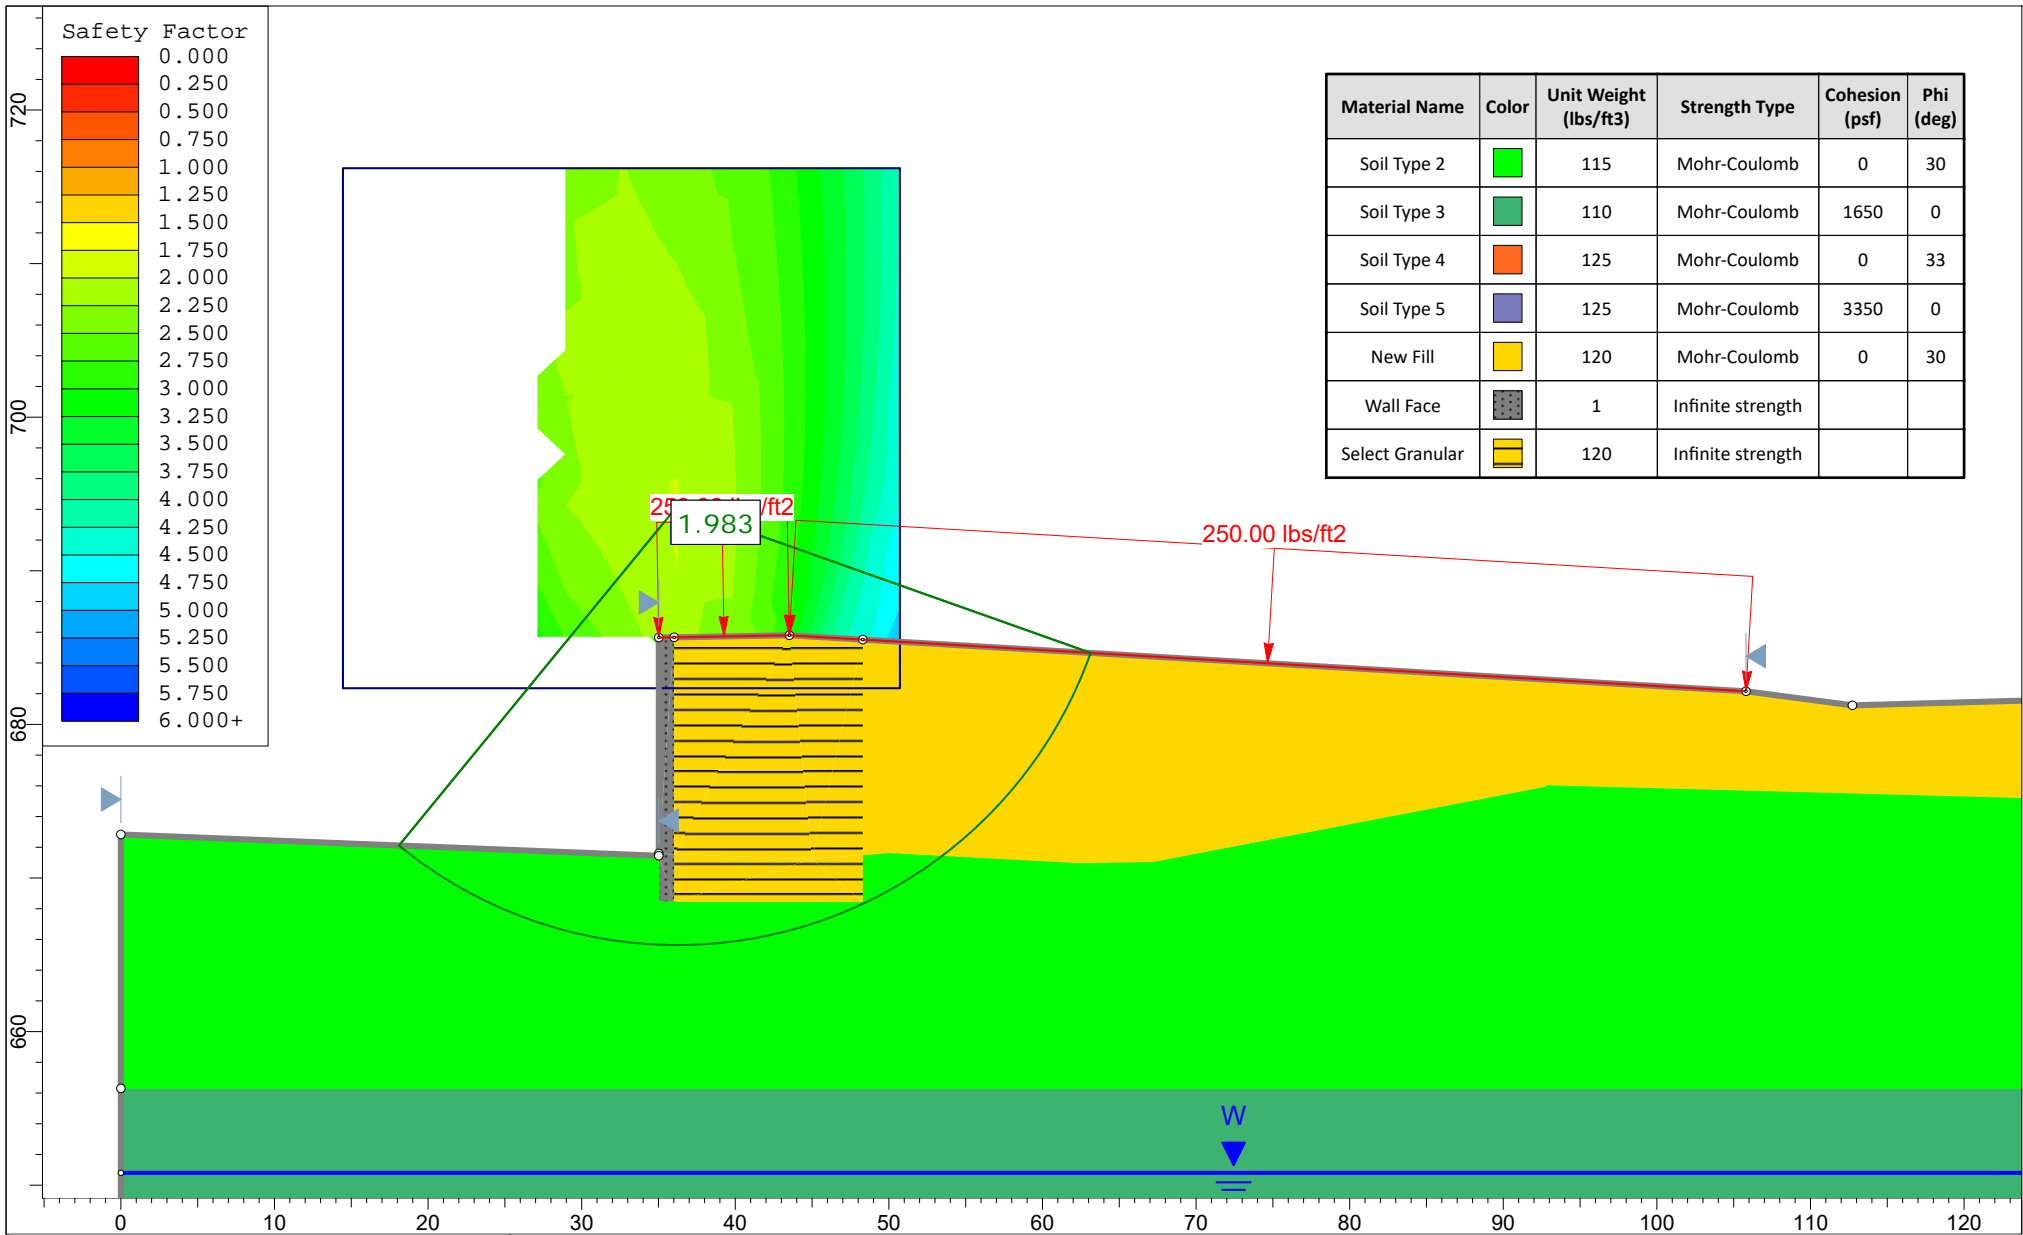 Safety Factor
0.000
0.250
0.500
0.750
1.000
1.250
1.500
1.750
2.000
2.250
2.500
2.750
3.000
3.250
3.500
3.750
4.000
4.250
4.500
4.750
5.000
5.250
5.500
5.750
6.000+
Material Name Color Unit Weight (lbs/ft3) Strength Type Cohesion (psf) Phi (deg)
Soil Type 2 115 Mohr-Coulomb 0 30
Soil Type 3 110 Mohr-Coulomb 1650 0
Soil Type 4 125 Mohr-Coulomb 0 33
Soil Type 5 125 Mohr-Coulomb 3350 0
New Fill 120 Mohr-Coulomb 0 30
Wall Face 1 Infinite strength
Select Granular 120 Infinite strength
1.983
250.00 lbs/ft2
W
720
700
680
660
0 10 20 30 40 50 60 70 80 90 100 110 120